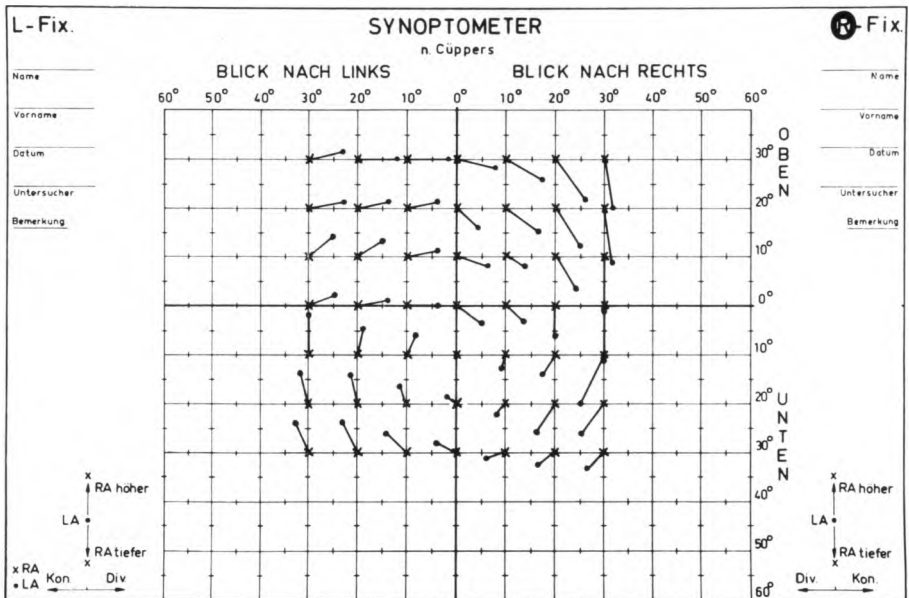 L-Fix.
SYNOPTOMETER
R-Fix.
n. Cüppers
BLICK NACH LINKS
BLICK NACH RECHTS
Name
Name
60° 50° 40° 30° 20° 10° 0° 10° 20° 30° 40° 50° 60°
Vorname
Vorname
OBEN
Datum
30°
Datum
Untersucher
20°
Untersucher
Bemerkung
Bemerkung
10°
0°
10°
20°
UNTEN
30°
x
RA höher
40°
x
RA höher
LA
LA
50°
RA tiefer
x
RA tiefer
x
x RA
• LA
Kon. Div.
60°
Div. Kon.